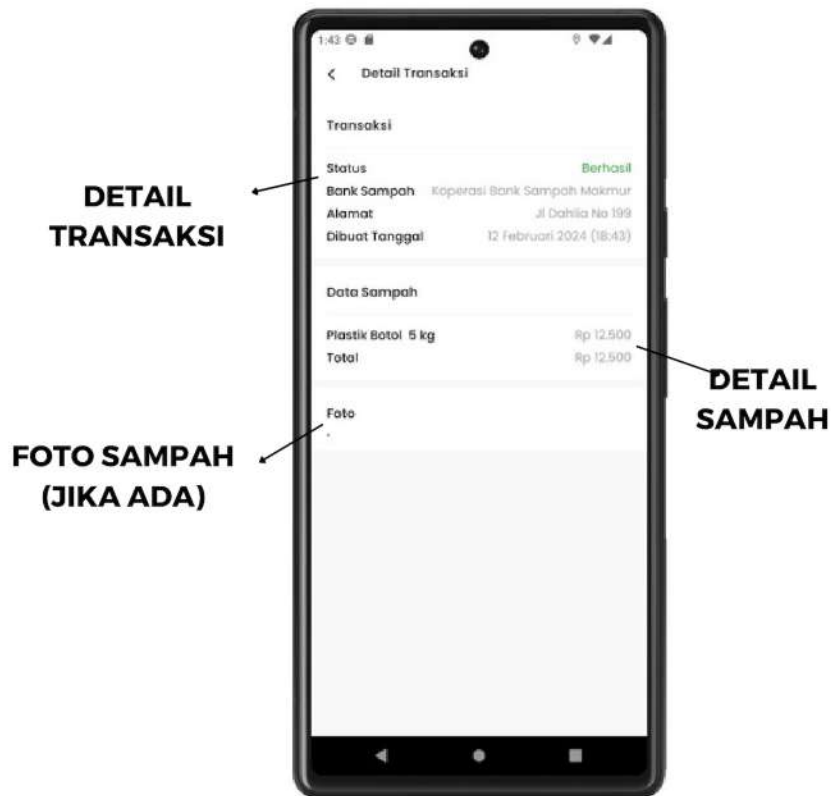 1:43
Detail Transaksi
Transaksi
Status Berhasil
Bank Sampah Koperasi Bank Sampah Makmur
Alamat Jl Dahlia No 199
Dibuat Tanggal 12 Februari 2024 (18:43)
Data Sampah
Plastik Botol 5 kg Rp 12.500
Total Rp 12.500
Foto
-
DETAIL
TRANSAKSI
DETAIL
SAMPAH
FOTO SAMPAH
(JIKA ADA)